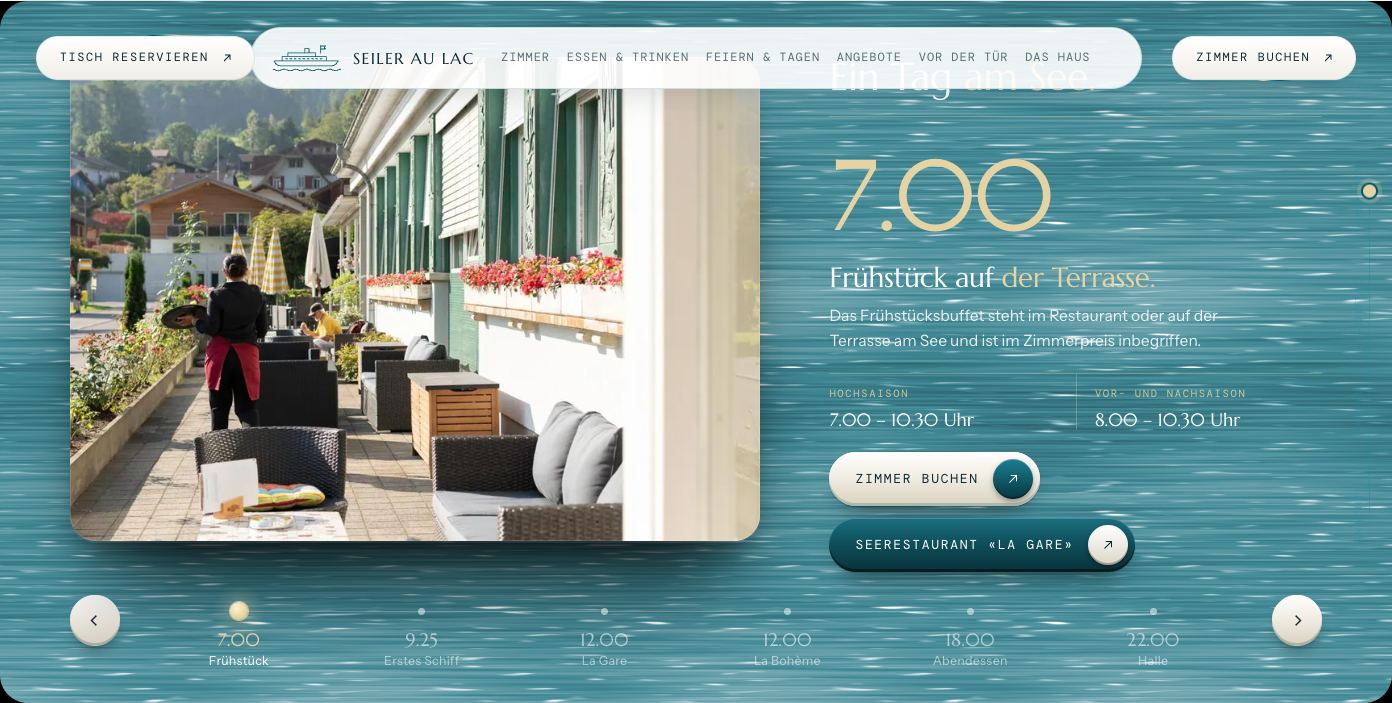 TISCH RESERVIEREN
SEILER AU LAC
ZIMMER ESSEN & TRINKEN FEIERN & TAGEN ANGEBOTE VOR DER TÜR DAS HAUS
ZIMMER BUCHEN
Ein Tag am See.
7.00
Frühstück auf der Terrasse.
Das Frühstücksbuffet steht im Restaurant oder auf der
Terrasse am See und ist im Zimmerpreis inbegriffen.
HOCHSAISON
7.00 – 10.30 Uhr
VOR- UND NACHSAISON
8.00 – 10.30 Uhr
ZIMMER BUCHEN
SEERESTAURANT «LA GARE»
7.00
Frühstück
9.25
Erstes Schiff
12.00
La Gare
12.00
La Bohème
18.00
Abendessen
22.00
Halle